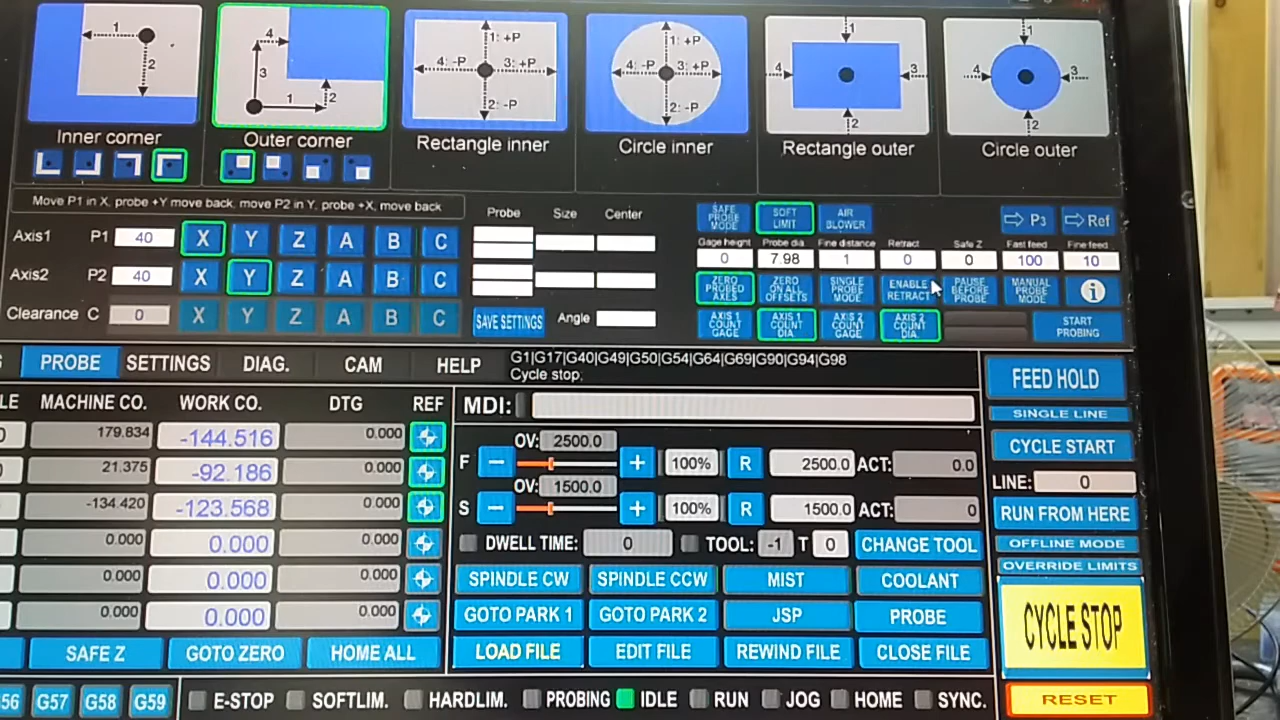 1
2
4
3
1
2
1: +P
4: -P
3: +P
2: -P
1: +P
4: -P
3: +P
2: -P
1
4
3
2
1
4
3
2
Inner corner
Outer corner
Rectangle inner
Circle inner
Rectangle outer
Circle outer
Move P1 in X, probe +Y move back, move P2 in Y, probe +X, move back
Probe Size Center
SAFE PROBE MODE
SOFT LIMIT
AIR BLOWER
P3
Ref
Axis1 P1 40 X Y Z A B C
Gage height Probe dia Fine distance Retract Safe Z Fast feed Fine feed
0 7.98 1 0 0 100 10
Axis2 P2 40 X Y Z A B C
ZERO PROBED AXES
ZERO ON ALL OFFSETS
SINGLE PROBE MODE
ENABLE RETRACT
PAUSE BEFORE PROBE
MANUAL PROBE MODE
i
Clearance C 0 X Y Z A B C
SAVE SETTINGS
Angle
AXIS 1 COUNT GAGE
AXIS 1 COUNT DIA.
AXIS 2 COUNT GAGE
AXIS 2 COUNT DIA.
START PROBING
PROBE SETTINGS DIAG. CAM HELP
G1|G17|G40|G49|G50|G54|G64|G69|G90|G94|G98
Cycle stop;
FEED HOLD
LE MACHINE CO. WORK CO. DTG REF
MDI:
SINGLE LINE
0 179.834 -144.516 0.000
21.375 -92.186 0.000
-134.420 -123.568 0.000
0.000 0.000 0.000
0.000 0.000 0.000
0.000 0.000 0.000
OV: 2500.0
F − + 100% R 2500.0 ACT: 0.0
OV: 1500.0
S − + 100% R 1500.0 ACT: 0
DWELL TIME: 0 TOOL: -1 T 0 CHANGE TOOL
SPINDLE CW SPINDLE CCW MIST COOLANT
GOTO PARK 1 GOTO PARK 2 JSP PROBE
LOAD FILE EDIT FILE REWIND FILE CLOSE FILE
CYCLE START
LINE: 0
RUN FROM HERE
OFFLINE MODE
OVERRIDE LIMITS
CYCLE STOP
RESET
SAFE Z GOTO ZERO HOME ALL
G56 G57 G58 G59
E-STOP SOFTLIM. HARDLIM. PROBING IDLE RUN JOG HOME SYNC.